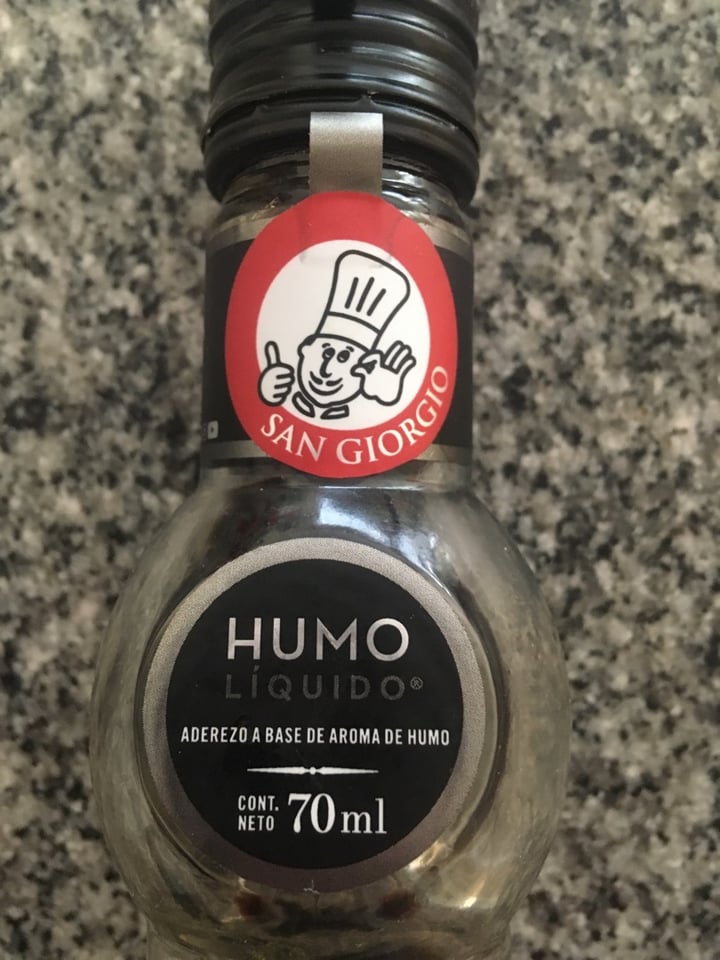 SAN GIORGIO
HUMO
LÍQUIDO®
ADEREZO A BASE DE AROMA DE HUMO
CONT. NETO 70ml